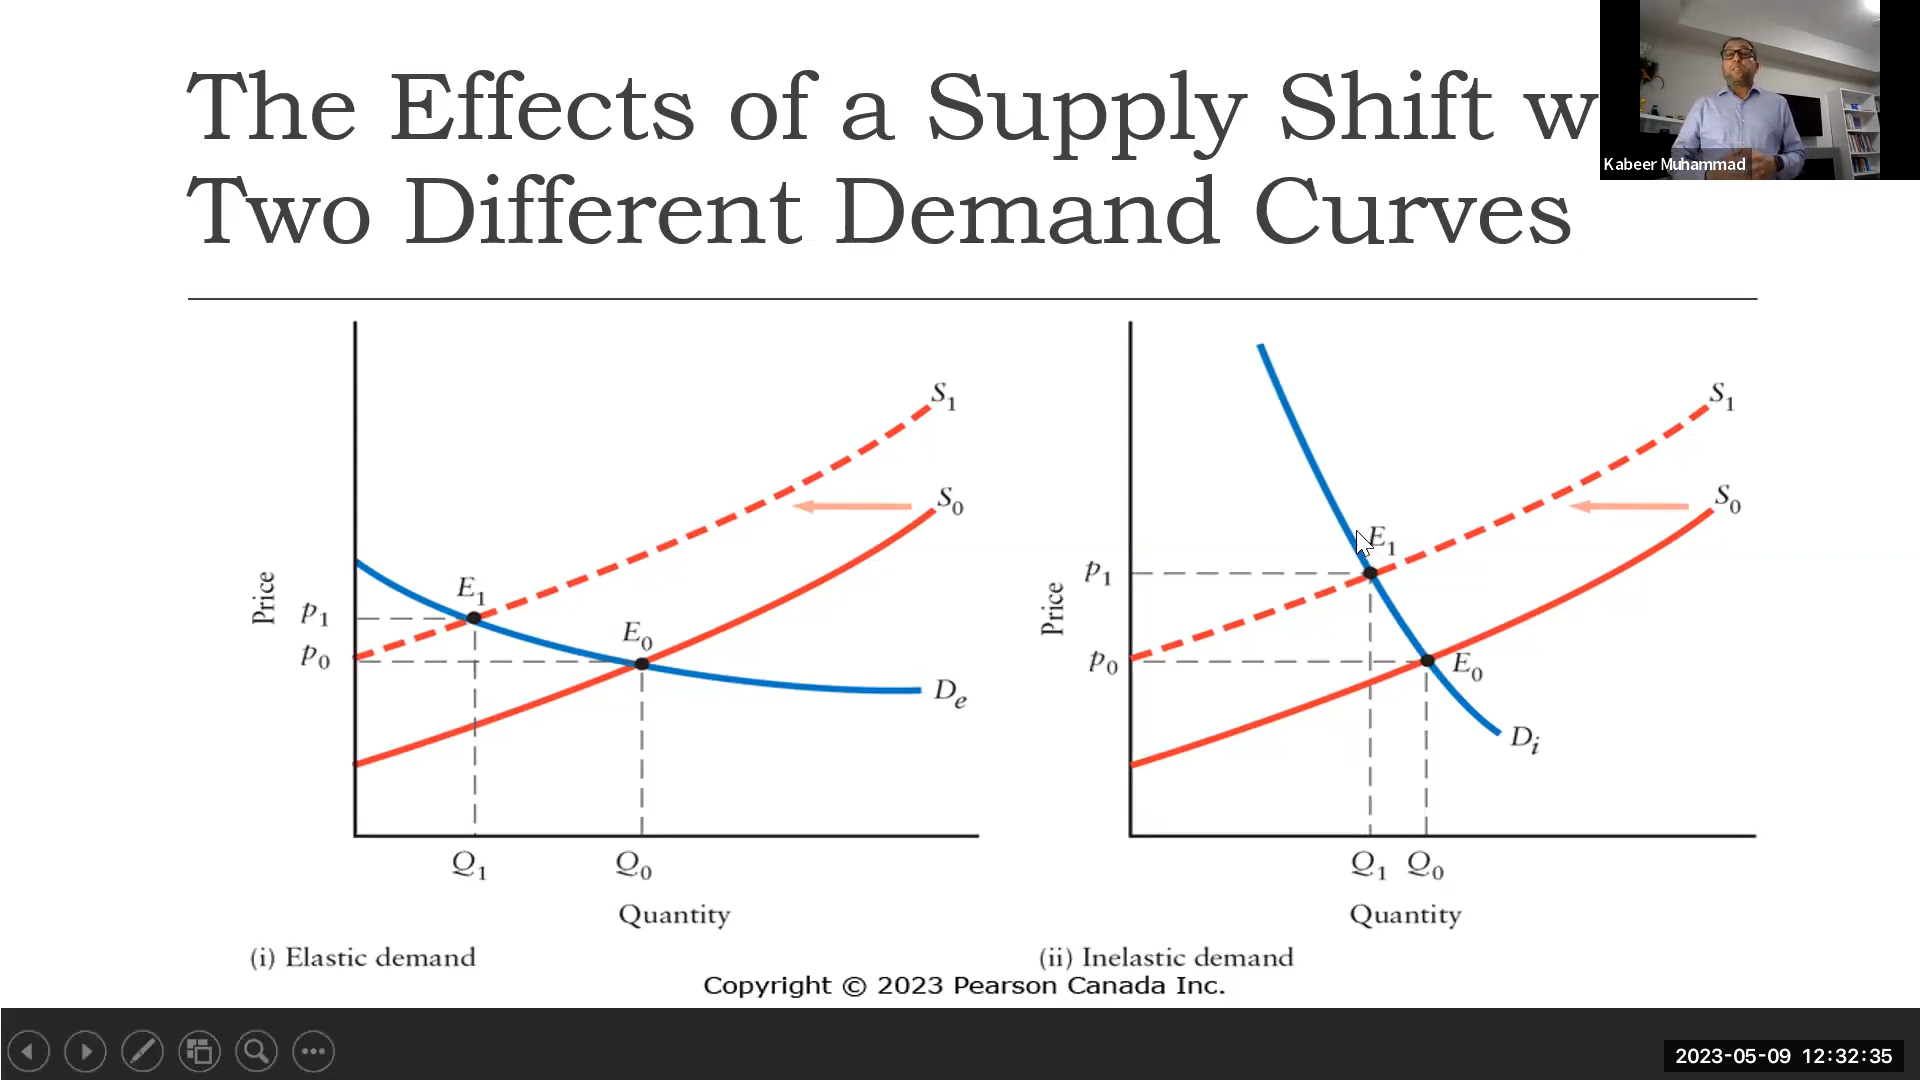 The Effects of a Supply Shift w
Two Different Demand Curves
Kabeer Muhammad
S1
S0
E1
E0
Price
p1
p0
De
Q1
Q0
Quantity
(i) Elastic demand
S1
S0
E1
Price
p1
p0
E0
Di
Q1
Q0
Quantity
(ii) Inelastic demand
Copyright © 2023 Pearson Canada Inc.
2023-05-09 12:32:35